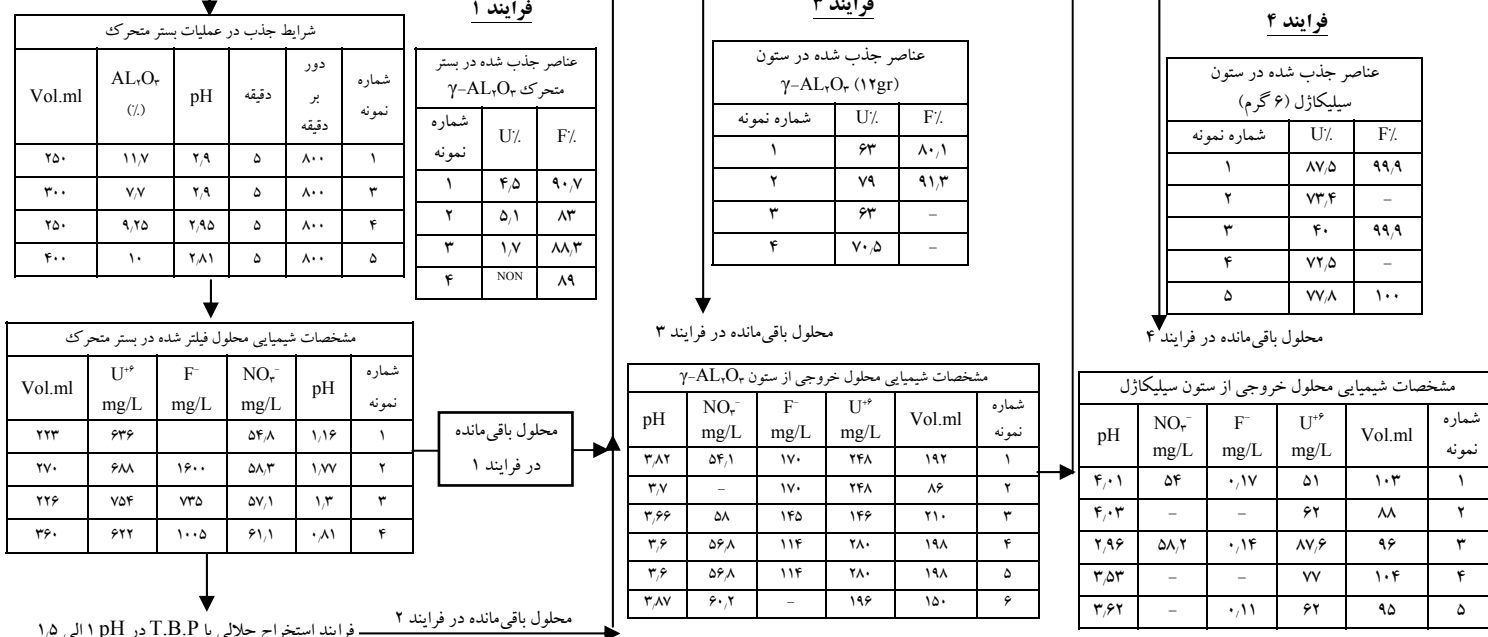 فرایند ۱
شرایط جذب در عملیات بستر متحرک
شماره نمونه | دور بر دقیقه | دقیقه | pH | AL۲O۳ (٪) | Vol.ml
۱ | ۸۰۰ | ۵ | ۲٫۹ | ۱۱٫۷ | ۲۵۰
۳ | ۸۰۰ | ۵ | ۲٫۹ | ۷٫۷ | ۳۰۰
۴ | ۸۰۰ | ۵ | ۲٫۹۵ | ۹٫۲۵ | ۲۵۰
۵ | ۸۰۰ | ۵ | ۲٫۸۱ | ۱۰ | ۴۰۰
عناصر جذب شده در بستر
متحرک γ-AL۲O۳
شماره نمونه | U٪ | F٪
۱ | ۴٫۵ | ۹۰٫۷
۲ | ۵٫۱ | ۸۳
۳ | ۱٫۷ | ۸۸٫۳
۴ | NON | ۸۹
مشخصات شیمیایی محلول فیلتر شده در بستر متحرک
شماره نمونه | pH | NO۳⁻ mg/L | F⁻ mg/L | U⁺⁶ mg/L | Vol.ml
۱ | ۱٫۱۶ | ۵۴٫۸ | | ۶۳۶ | ۲۲۳
۲ | ۱٫۷۷ | ۵۸٫۳ | ۱۶۰۰ | ۶۸۸ | ۲۷۰
۳ | ۱٫۳ | ۵۷٫۱ | ۷۳۵ | ۷۵۴ | ۲۲۶
۴ | ۰٫۸۱ | ۶۱٫۱ | ۱۰۰۵ | ۶۲۲ | ۳۶۰
محلول باقی‌مانده
در فرایند ۱
فرایند استخراج حلالی با T.B.P در pH ۱ الی ۱٫۵
محلول باقی‌مانده در فرایند ۲
فرایند ۳
عناصر جذب شده در ستون
γ-AL۲O۳ (۱۲gr)
شماره نمونه | U٪ | F٪
۱ | ۶۳ | ۸۰٫۱
۲ | ۷۹ | ۹۱٫۳
۳ | ۶۳ | –
۴ | ۷۰٫۵ | –
محلول باقی‌مانده در فرایند ۳
مشخصات شیمیایی محلول خروجی از ستون γ-AL۲O۳
شماره نمونه | Vol.ml | U⁺⁶ mg/L | F⁻ mg/L | NO۳⁻ mg/L | pH
۱ | ۱۹۲ | ۲۴۸ | ۱۷۰ | ۵۴٫۱ | ۳٫۸۲
۲ | ۸۶ | ۲۴۸ | ۱۷۰ | – | ۳٫۷
۳ | ۲۱۰ | ۱۴۶ | ۱۴۵ | ۵۸ | ۳٫۶۶
۴ | ۱۹۸ | ۲۸۰ | ۱۱۴ | ۵۶٫۸ | ۳٫۶
۵ | ۱۹۸ | ۲۸۰ | ۱۱۴ | ۵۶٫۸ | ۳٫۶
۶ | ۱۵۰ | ۱۹۶ | – | ۶۰٫۲ | ۳٫۸۷
فرایند ۴
عناصر جذب شده در ستون
سیلیکاژل (۶ گرم)
شماره نمونه | U٪ | F٪
۱ | ۸۷٫۵ | ۹۹٫۹
۲ | ۷۳٫۴ | –
۳ | ۴۰ | ۹۹٫۹
۴ | ۷۲٫۵ | –
۵ | ۷۷٫۸ | ۱۰۰
محلول باقی‌مانده در فرایند ۴
مشخصات شیمیایی محلول خروجی از ستون سیلیکاژل
شماره نمونه | Vol.ml | U⁺⁶ mg/L | F⁻ mg/L | NO۳⁻ mg/L | pH
۱ | ۱۰۳ | ۵۱ | ۰٫۱۷ | ۵۴ | ۴٫۰۱
۲ | ۸۸ | ۶۲ | – | – | ۴٫۰۳
۳ | ۹۶ | ۸۷٫۶ | ۰٫۱۴ | ۵۸٫۲ | ۲٫۹۶
۴ | ۱۰۴ | ۷۷ | – | – | ۳٫۵۳
۵ | ۹۵ | ۶۲ | ۰٫۱۱ | – | ۳٫۶۲